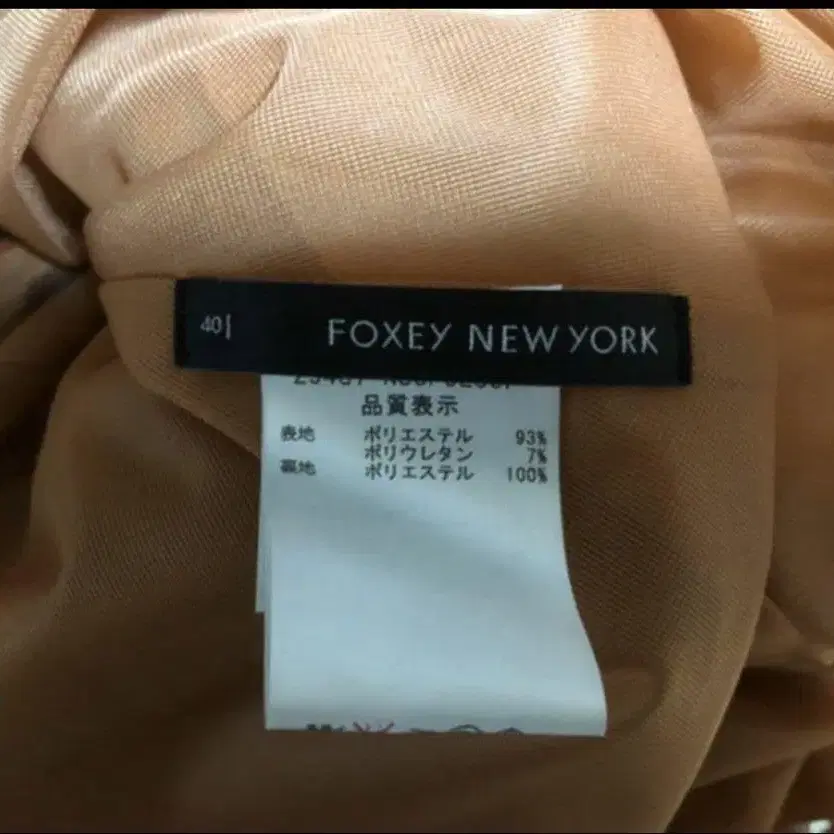 40
FOXEY NEW YORK
品質表示
表地 ポリエステル 93%
ポリウレタン 7%
裏地 ポリエステル 100%